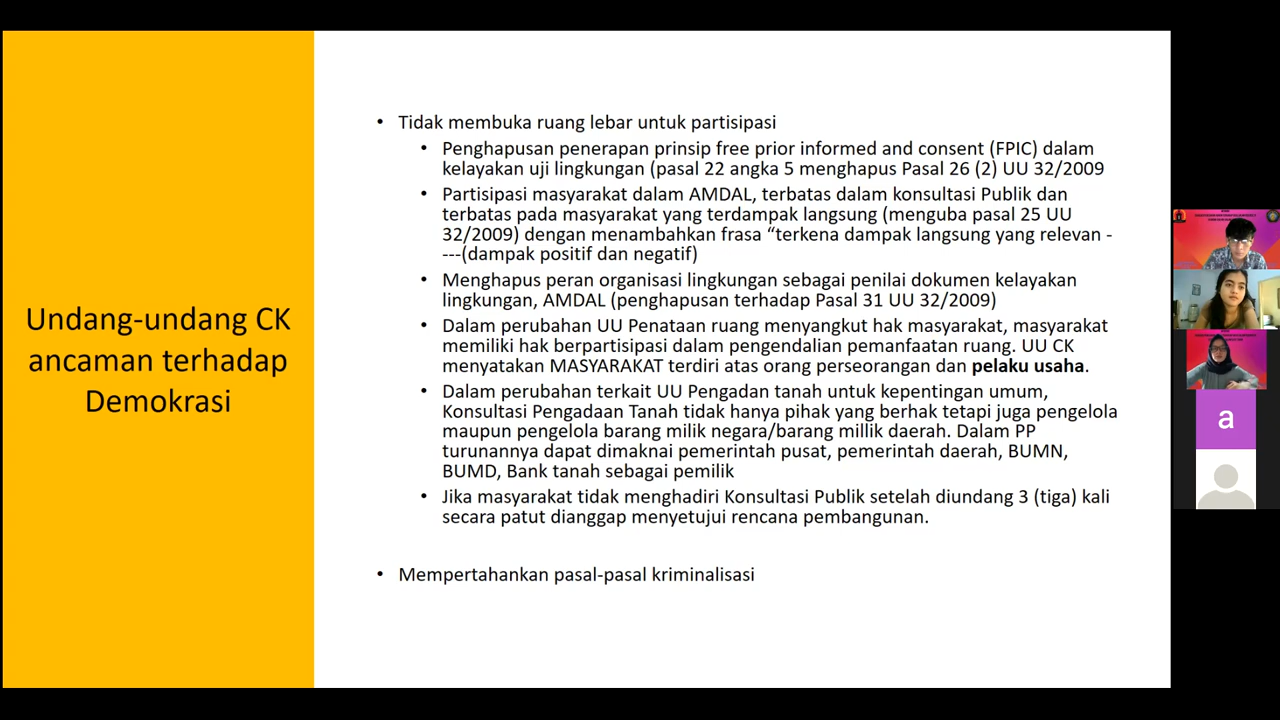 Undang-undang CK
ancaman terhadap
Demokrasi
• Tidak membuka ruang lebar untuk partisipasi
• Penghapusan penerapan prinsip free prior informed and consent (FPIC) dalam
kelayakan uji lingkungan (pasal 22 angka 5 menghapus Pasal 26 (2) UU 32/2009
• Partisipasi masyarakat dalam AMDAL, terbatas dalam konsultasi Publik dan
terbatas pada masyarakat yang terdampak langsung (menguba pasal 25 UU
32/2009) dengan menambahkan frasa “terkena dampak langsung yang relevan -
---(dampak positif dan negatif)
• Menghapus peran organisasi lingkungan sebagai penilai dokumen kelayakan
lingkungan, AMDAL (penghapusan terhadap Pasal 31 UU 32/2009)
• Dalam perubahan UU Penataan ruang menyangkut hak masyarakat, masyarakat
memiliki hak berpartisipasi dalam pengendalian pemanfaatan ruang. UU CK
menyatakan MASYARAKAT terdiri atas orang perseorangan dan pelaku usaha.
• Dalam perubahan terkait UU Pengadan tanah untuk kepentingan umum,
Konsultasi Pengadaan Tanah tidak hanya pihak yang berhak tetapi juga pengelola
maupun pengelola barang milik negara/barang millik daerah. Dalam PP
turunannya dapat dimaknai pemerintah pusat, pemerintah daerah, BUMN,
BUMD, Bank tanah sebagai pemilik
• Jika masyarakat tidak menghadiri Konsultasi Publik setelah diundang 3 (tiga) kali
secara patut dianggap menyetujui rencana pembangunan.
• Mempertahankan pasal-pasal kriminalisasi
a